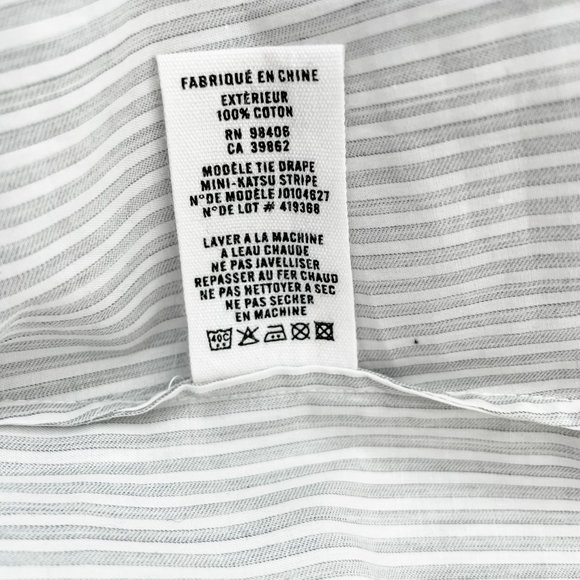 FABRIQUÉ EN CHINE
EXTÈRIEUR
100% COTON
RN 98406
CA 39862
MODÈLE TIE DRAPE
MINI-KATSU STRIPE
N°DE MODÈLE J0104627
N°DE LOT # 419368
LAVER A LA MACHINE
A LEAU CHAUDE
NE PAS JAVELLISER
REPASSER AU FER CHAUD
NE PAS NETTOYER A SEC
NE PAS SECHER
EN MACHINE
40C